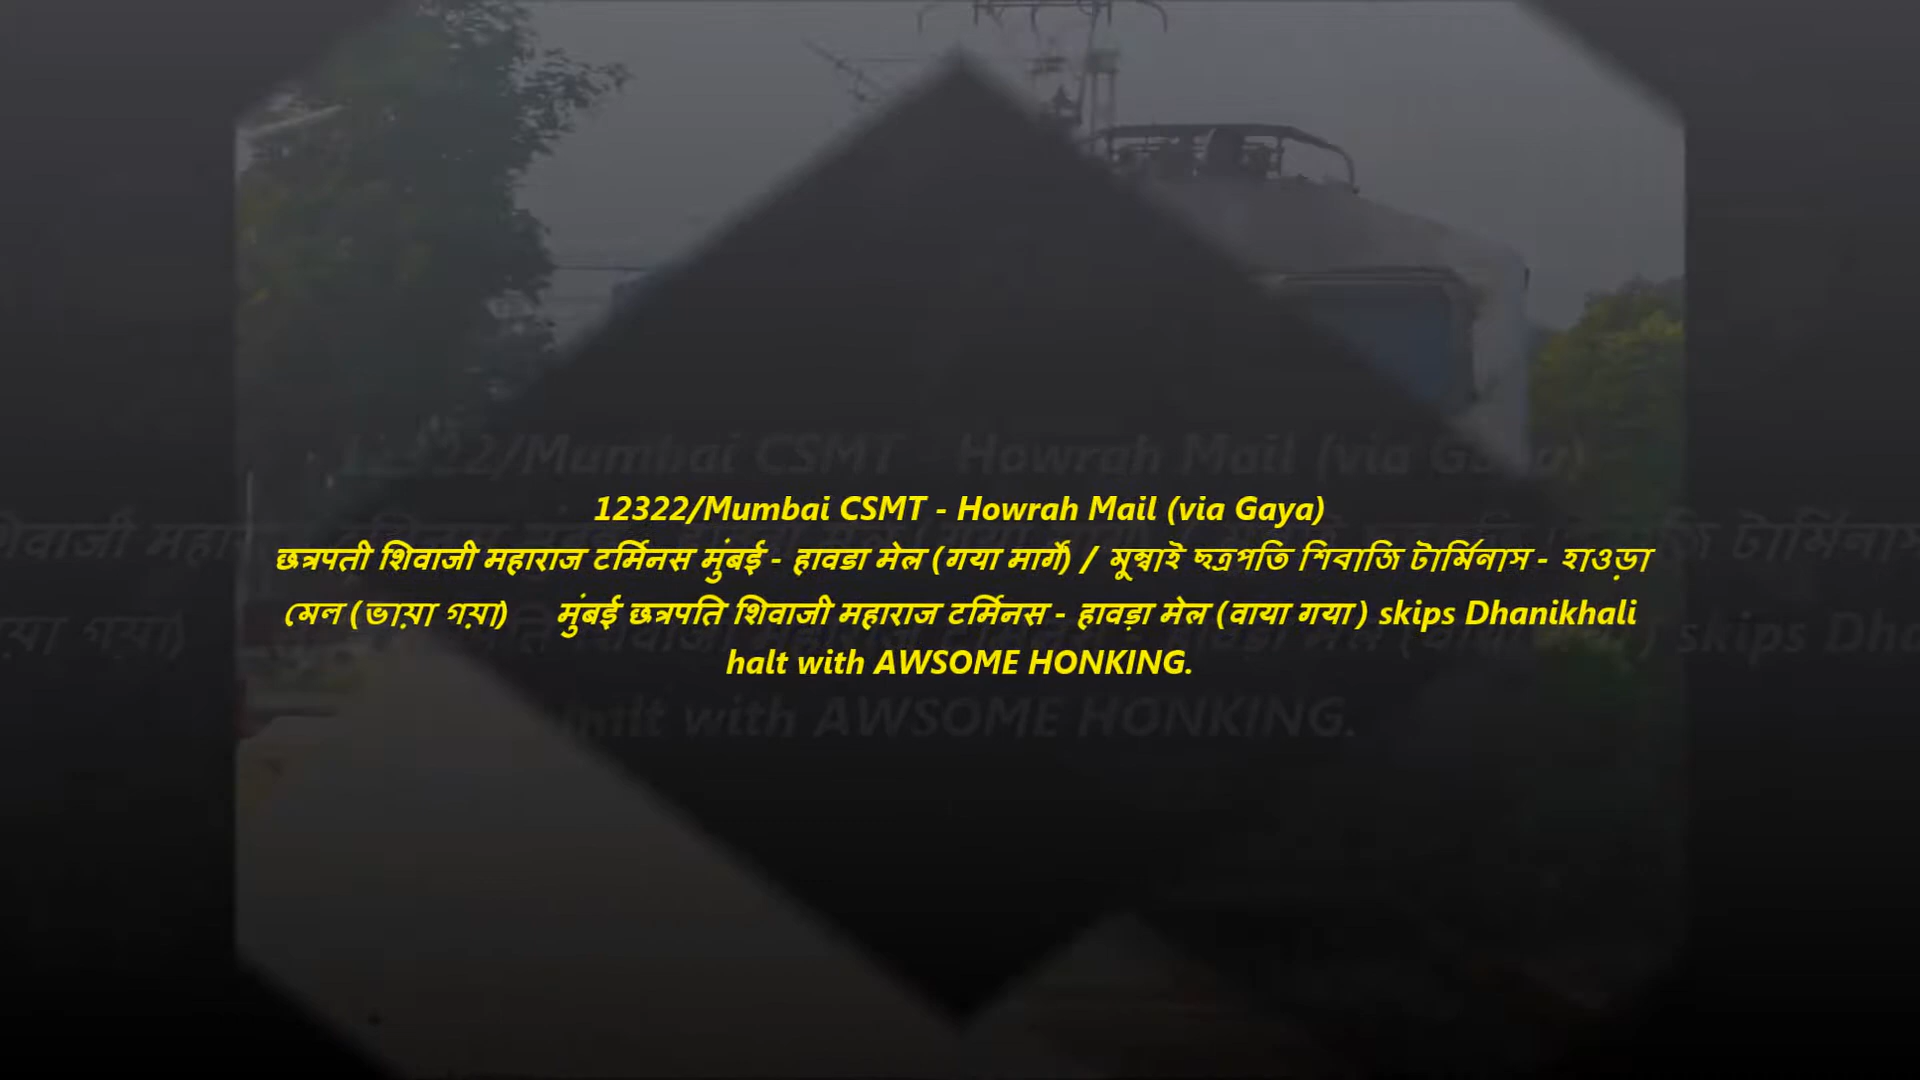 12322/Mumbai CSMT - Howrah Mail (via Gaya)
छत्रपती शिवाजी महाराज टर्मिनस मुंबई - हावडा मेल (गया मार्गे) / মুম্বাই ছত্রপতি শিবাজি টার্মিনাস - হাওড়া
মেল (ভায়া গয়া) मुंबई छत्रपति शिवाजी महाराज टर्मिनस - हावड़ा मेल (वाया गया) skips Dhanikhali
halt with AWSOME HONKING.